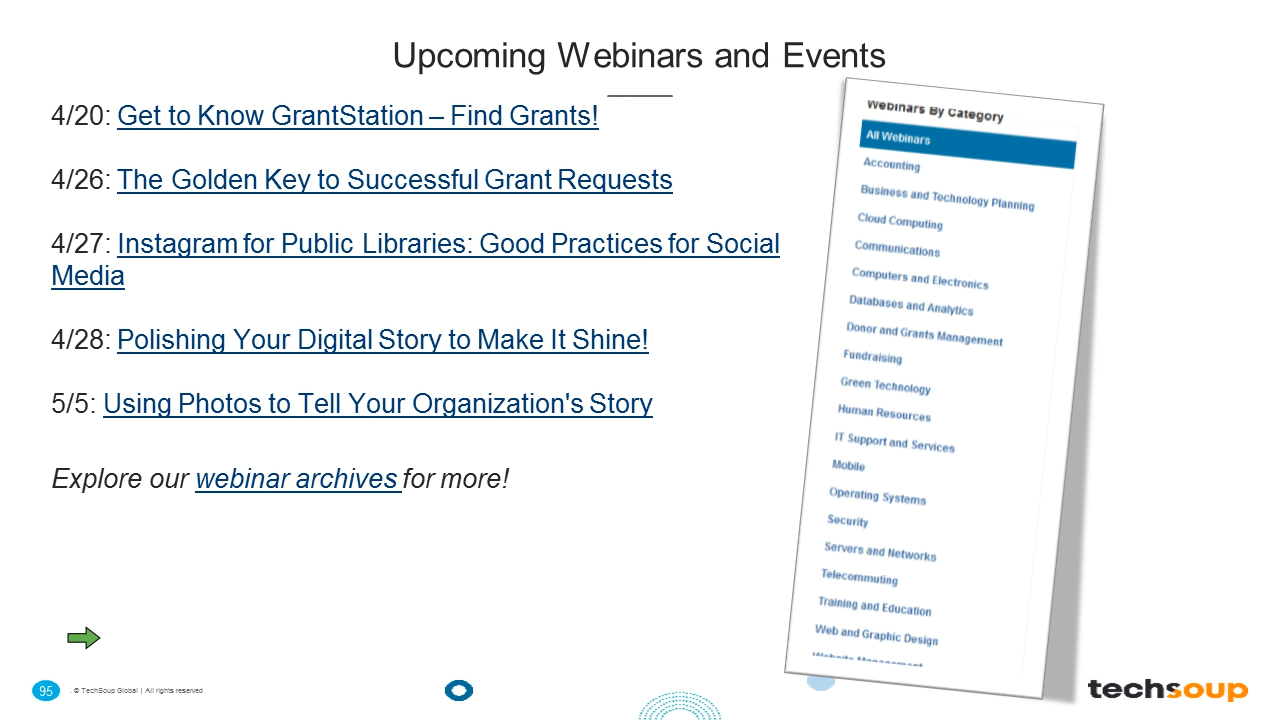 Upcoming Webinars and Events
4/20: Get to Know GrantStation – Find Grants!
4/26: The Golden Key to Successful Grant Requests
4/27: Instagram for Public Libraries: Good Practices for Social
Media
4/28: Polishing Your Digital Story to Make It Shine!
5/5: Using Photos to Tell Your Organization's Story
Explore our webinar archives for more!
Webinars By Category
All Webinars
Accounting
Business and Technology Planning
Cloud Computing
Communications
Computers and Electronics
Databases and Analytics
Donor and Grants Management
Fundraising
Green Technology
Human Resources
IT Support and Services
Mobile
Operating Systems
Security
Servers and Networks
Telecommuting
Training and Education
Web and Graphic Design
Website Management
95
. © TechSoup Global | All rights reserved
techsoup